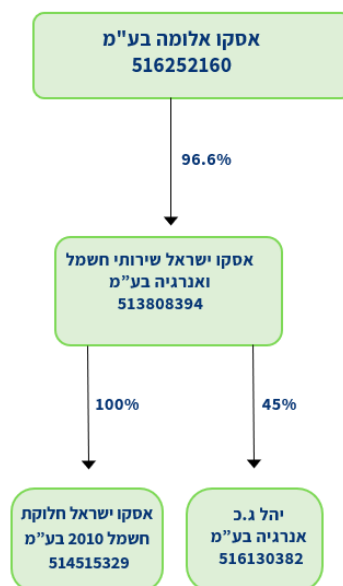 אסקו אלומה בע"מ
516252160
96.6%
אסקו ישראל שירותי חשמל
ואנרגיה בע"מ
513808394
100%
45%
אסקו ישראל חלוקת
חשמל 2010 בע"מ
514515329
יהל ג.כ
אנרגיה בע"מ
516130382